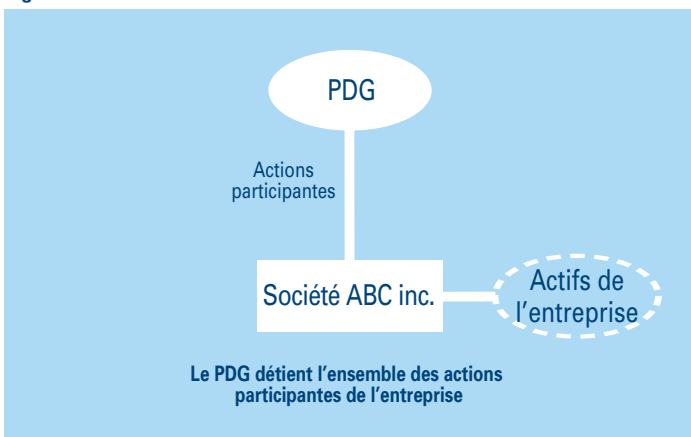 PDG
Actions
participantes
Société ABC inc.
Actifs de
l’entreprise
Le PDG détient l’ensemble des actions
participantes de l’entreprise